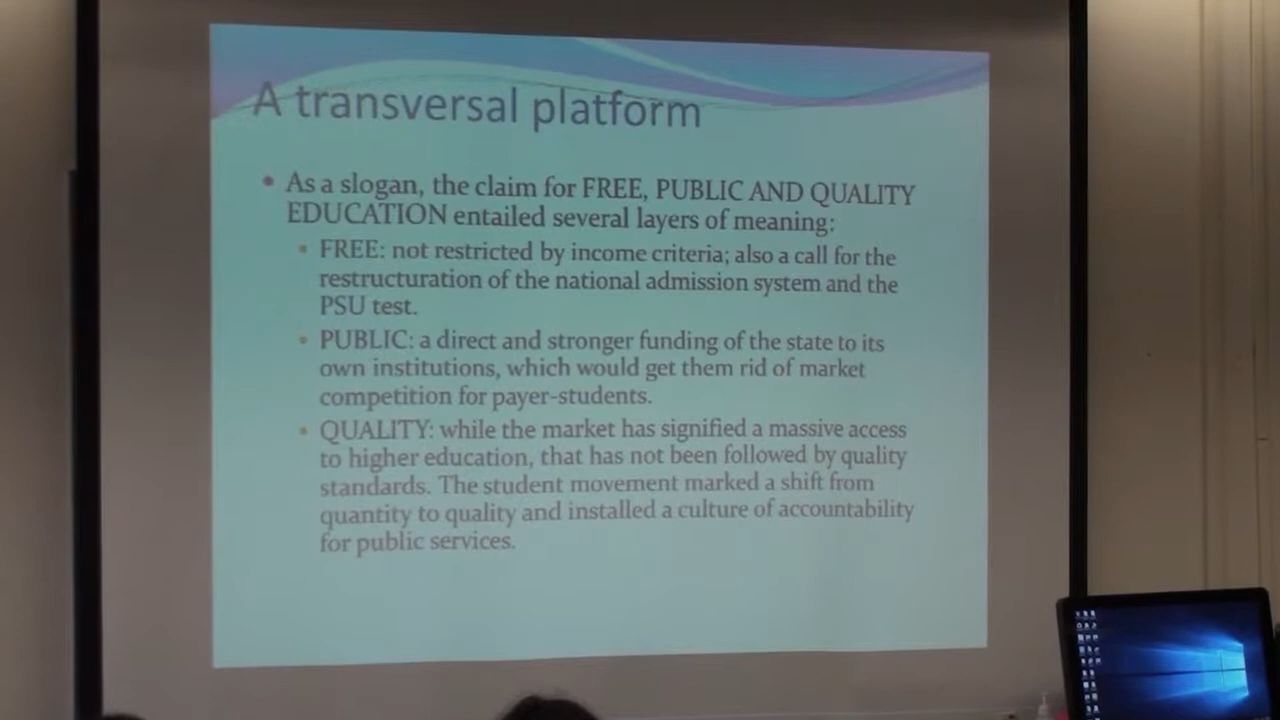 A transversal platform
• As a slogan, the claim for FREE, PUBLIC AND QUALITY
EDUCATION entailed several layers of meaning:
• FREE: not restricted by income criteria; also a call for the
restructuration of the national admission system and the
PSU test.
• PUBLIC: a direct and stronger funding of the state to its
own institutions, which would get them rid of market
competition for payer-students.
• QUALITY: while the market has signified a massive access
to higher education, that has not been followed by quality
standards. The student movement marked a shift from
quantity to quality and installed a culture of accountability
for public services.